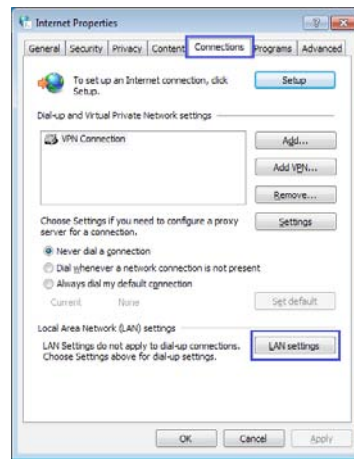 Internet Properties
General Security Privacy Content Connections Programs Advanced
To set up an Internet connection, click
Setup.
Setup
Dial-up and Virtual Private Network settings
VPN Connection
Add...
Add VPN...
Remove...
Choose Settings if you need to configure a proxy
server for a connection.
Settings
Never dial a connection
Dial whenever a network connection is not present
Always dial my default connection
Current None
Set default
Local Area Network (LAN) settings
LAN Settings do not apply to dial-up connections.
Choose Settings above for dial-up settings.
LAN settings
OK Cancel Apply